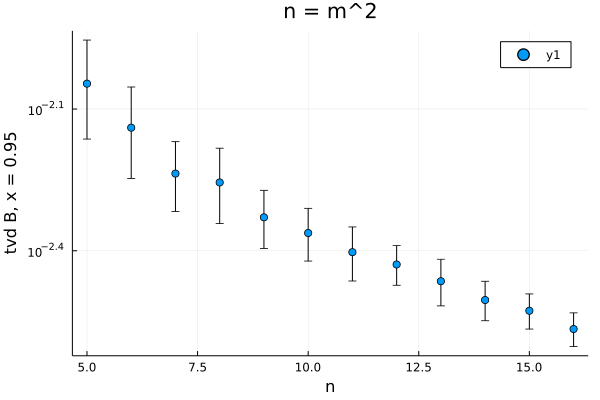 n = m^2
y1
10^−2.1
tvd B, x = 0.95
10^−2.4
5.0 7.5 10.0 12.5 15.0
n